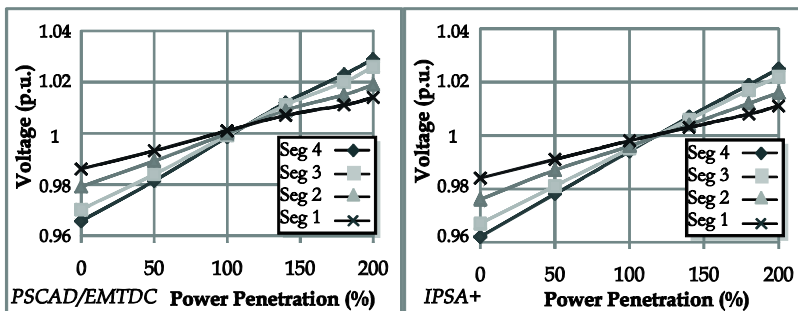 1.04
1.02
1
0.98
0.96
Voltage (p.u.)
Seg 4
Seg 3
Seg 2
Seg 1
0 50 100 150 200
PSCAD/EMTDC Power Penetration (%)
1.04
1.02
1
0.98
0.96
Voltage (p.u.)
Seg 4
Seg 3
Seg 2
Seg 1
0 50 100 150 200
IPSA+ Power Penetration (%)